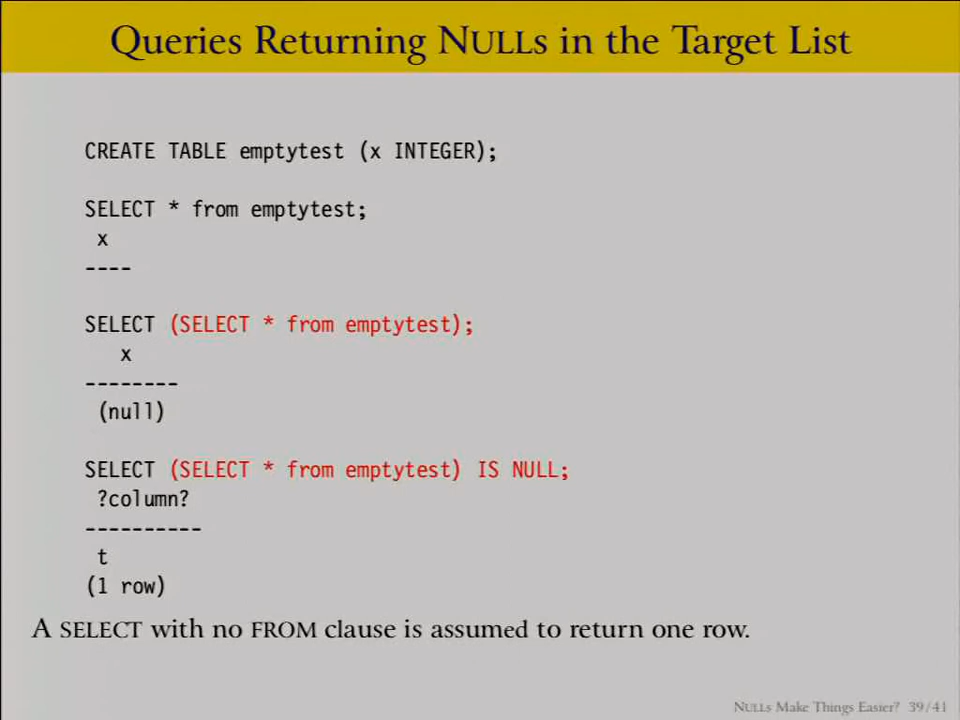 Queries Returning NULLs in the Target List
CREATE TABLE emptytest (x INTEGER);
SELECT * from emptytest;
x
----
SELECT (SELECT * from emptytest);
x
--------
(null)
SELECT (SELECT * from emptytest) IS NULL;
?column?
----------
t
(1 row)
A SELECT with no FROM clause is assumed to return one row.
NULLs Make Things Easier? 39/41